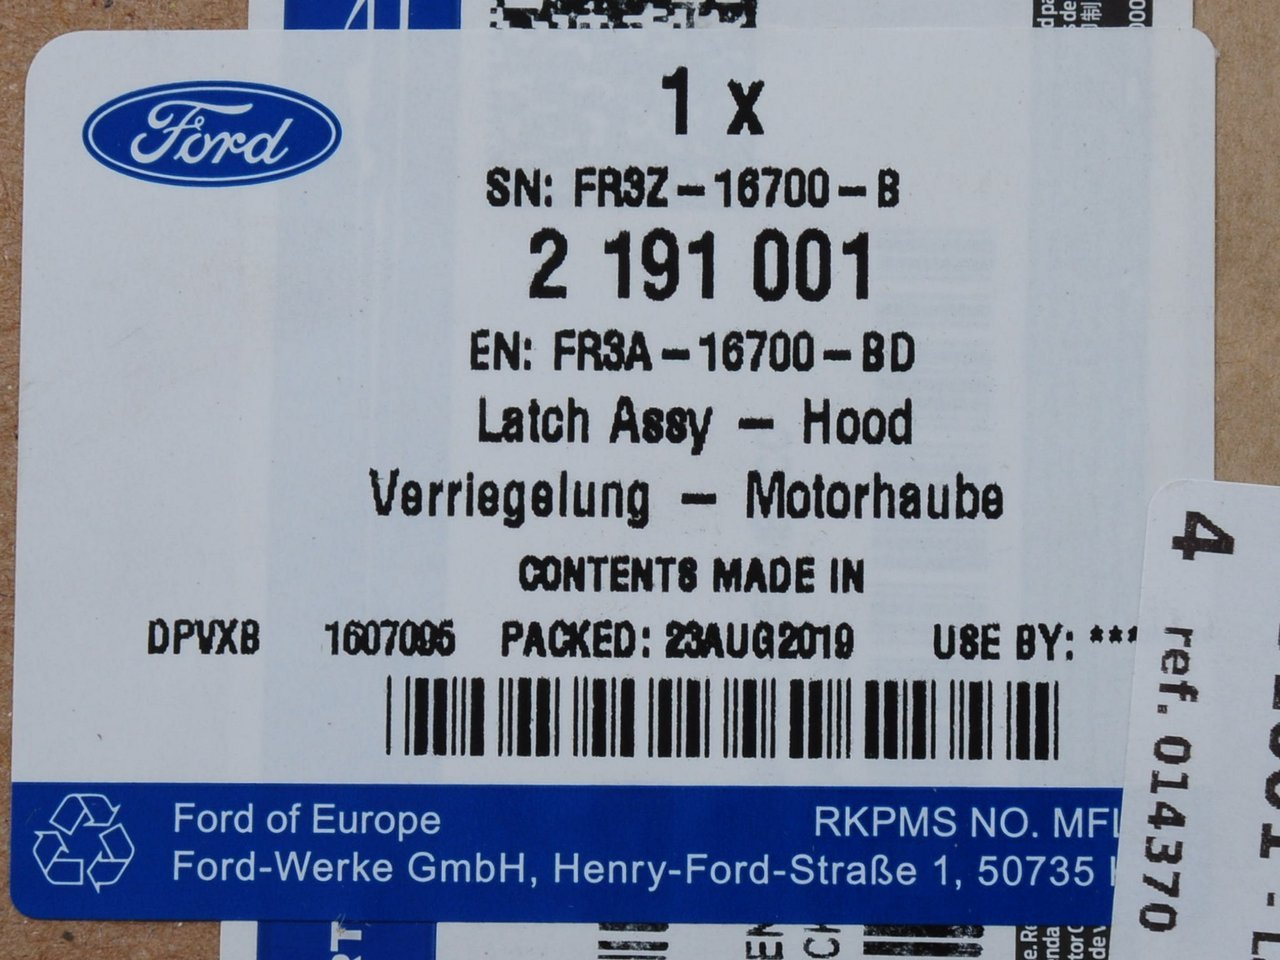 Ford
1 x
SN: FR3Z-16700-B
2 191 001
EN: FR3A-16700-BD
Latch Assy - Hood
Verriegelung - Motorhaube
CONTENTS MADE IN
DPVXB 1607095 PACKED: 23AUG2019 USE BY: ***
Ford of Europe RKPMS NO.
Ford-Werke GmbH, Henry-Ford-Straße 1, 50735
4
ref. 014370